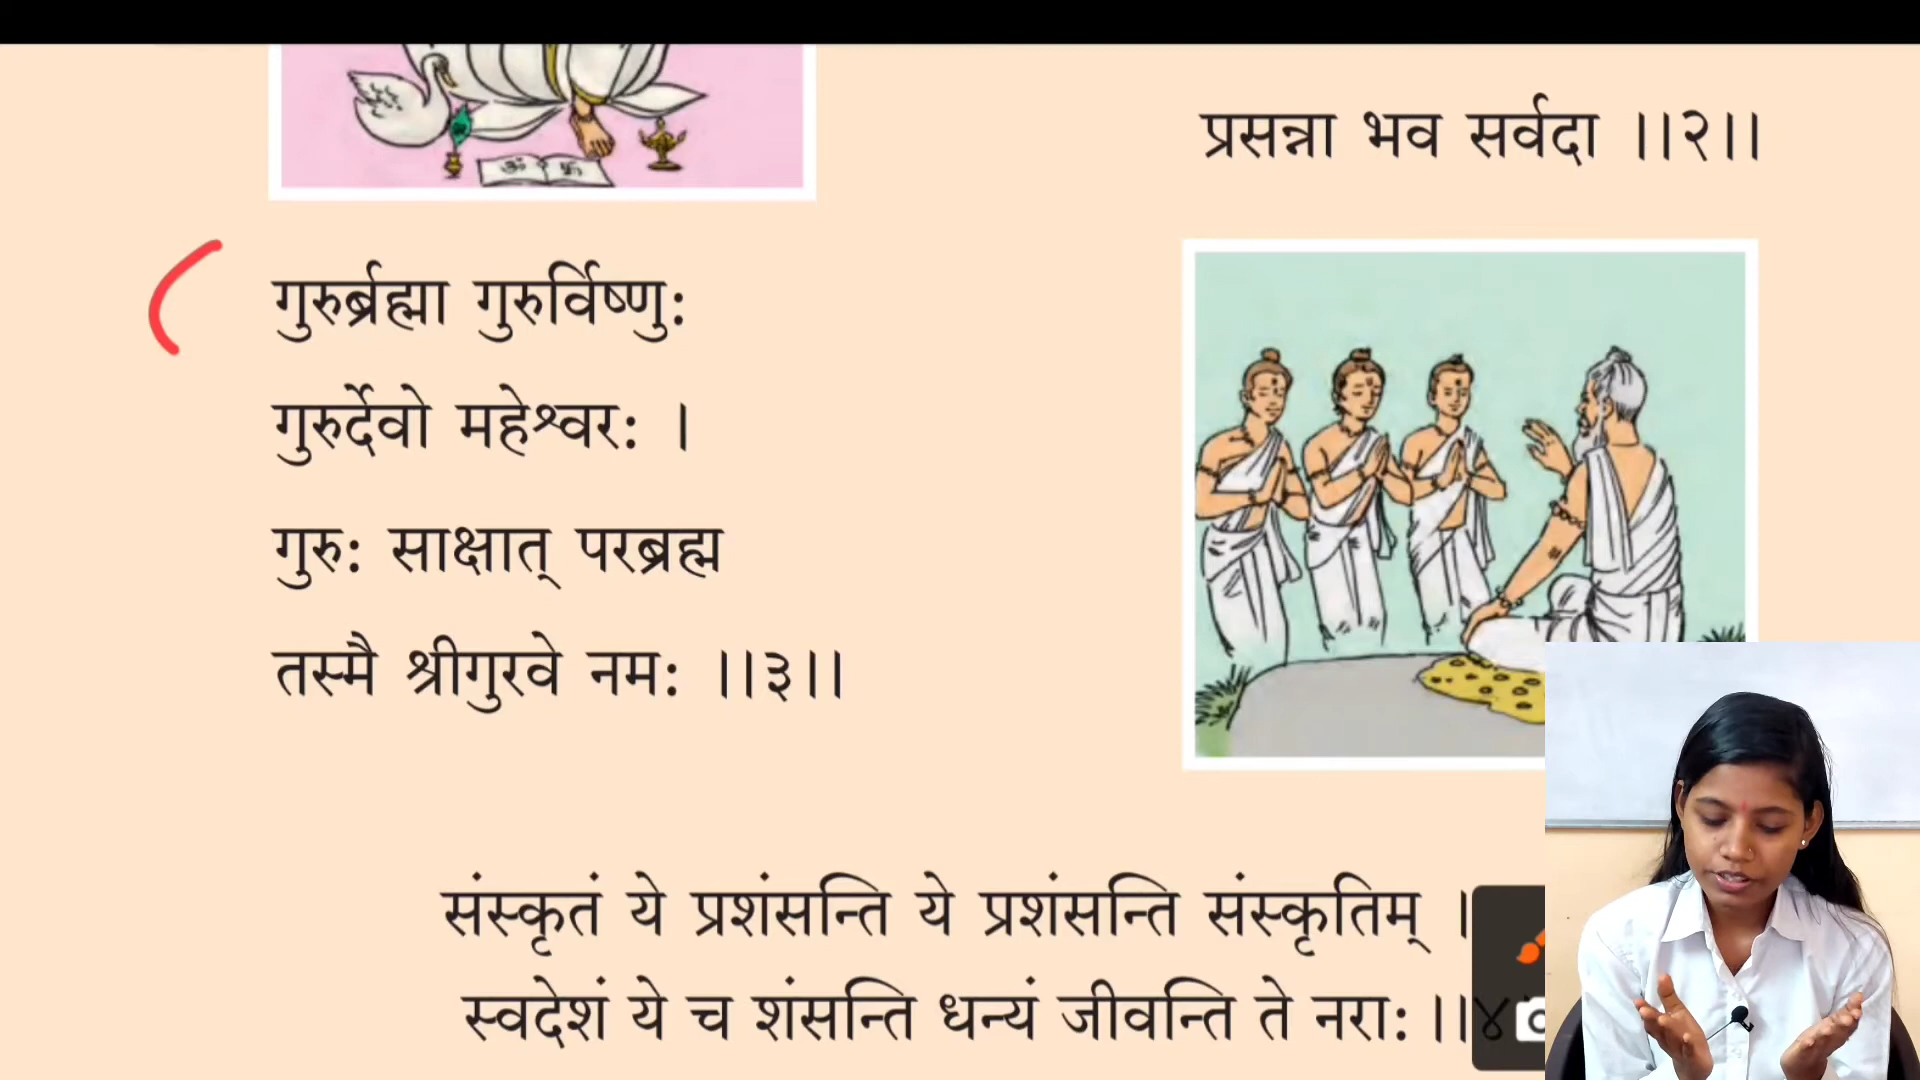 प्रसन्ना भव सर्वदा ।।२।।
गुरुर्ब्रह्मा गुरुर्विष्णुः
गुरुर्देवो महेश्वरः ।
गुरुः साक्षात् परब्रह्म
तस्मै श्रीगुरवे नमः ।।३।।
संस्कृतं ये प्रशंसन्ति ये प्रशंसन्ति संस्कृतिम् ।
स्वदेशं ये च शंसन्ति धन्यं जीवन्ति ते नराः ।।४